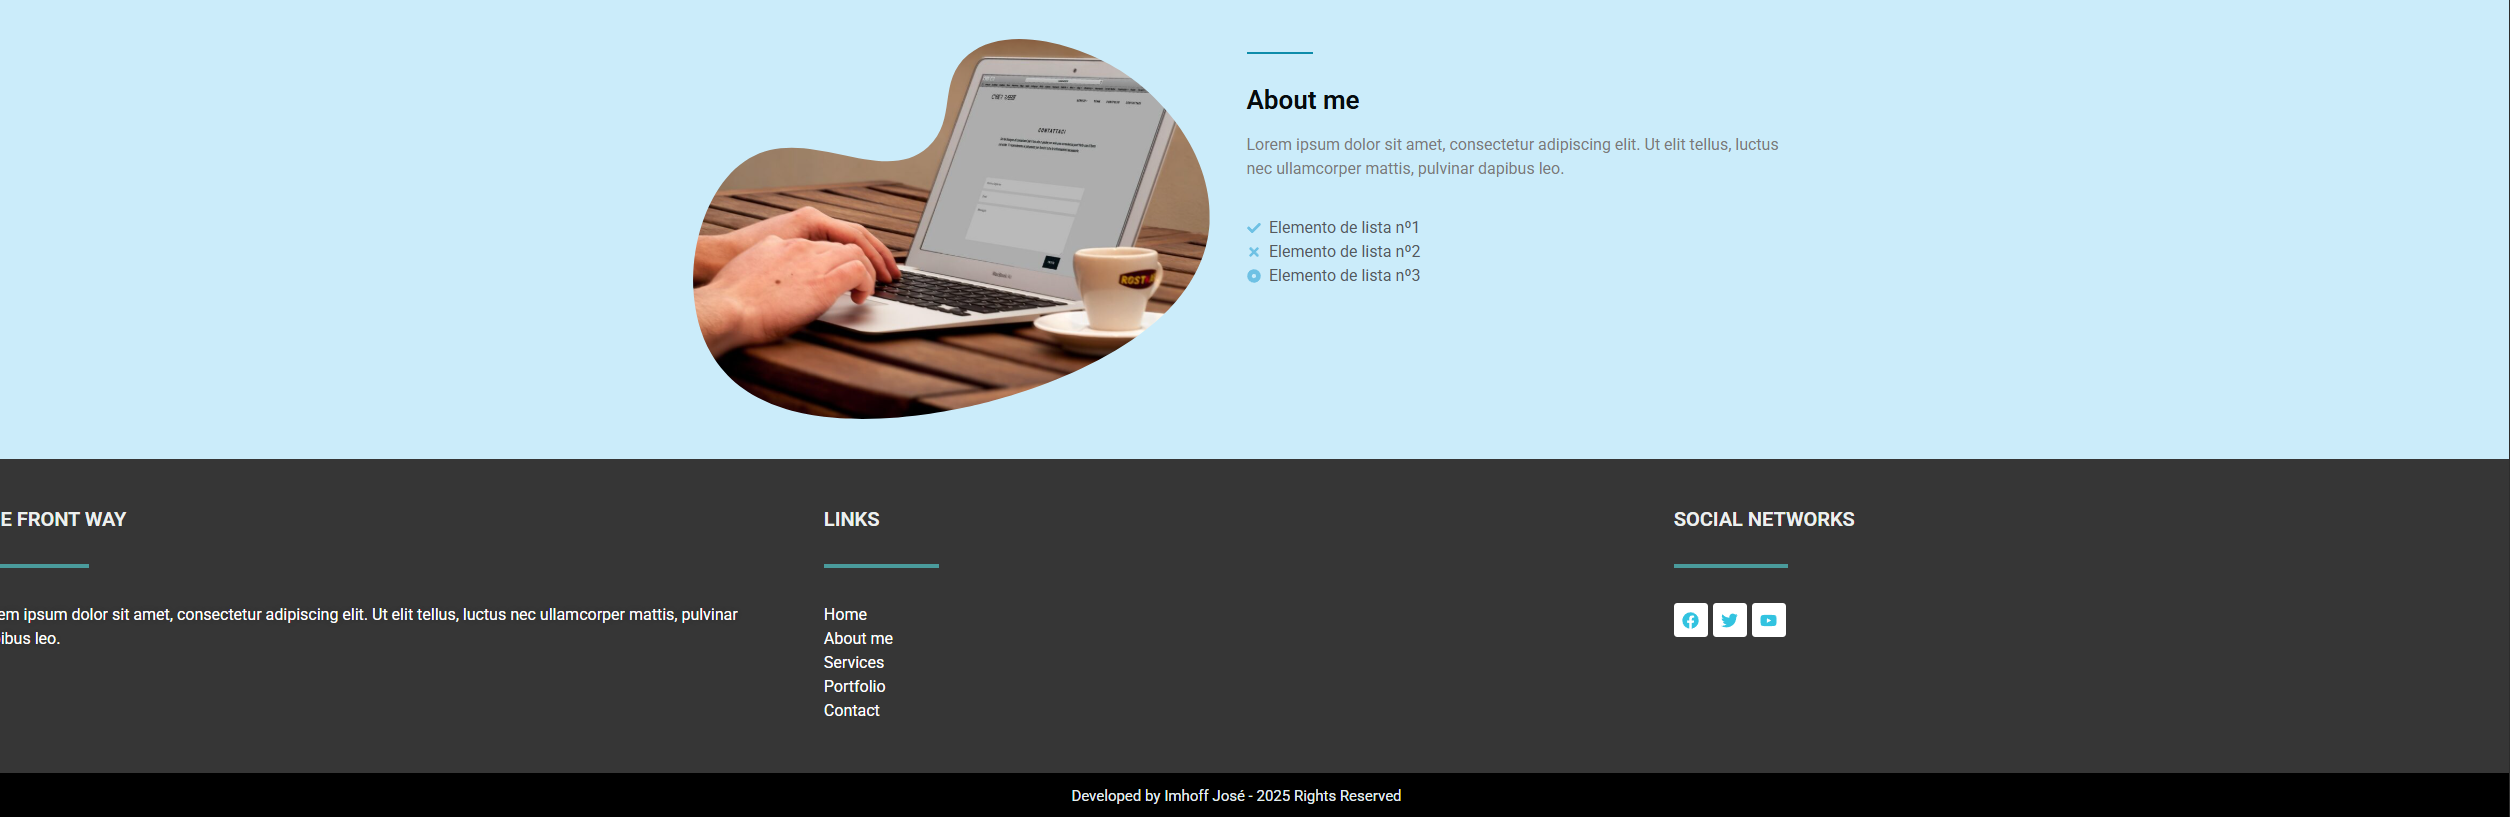 About me
Lorem ipsum dolor sit amet, consectetur adipiscing elit. Ut elit tellus, luctus
nec ullamcorper mattis, pulvinar dapibus leo.
Elemento de lista nº1
Elemento de lista nº2
Elemento de lista nº3
CONTATTACI
E FRONT WAY
em ipsum dolor sit amet, consectetur adipiscing elit. Ut elit tellus, luctus nec ullamcorper mattis, pulvinar
ibus leo.
LINKS
Home
About me
Services
Portfolio
Contact
SOCIAL NETWORKS
Developed by Imhoff José - 2025 Rights Reserved